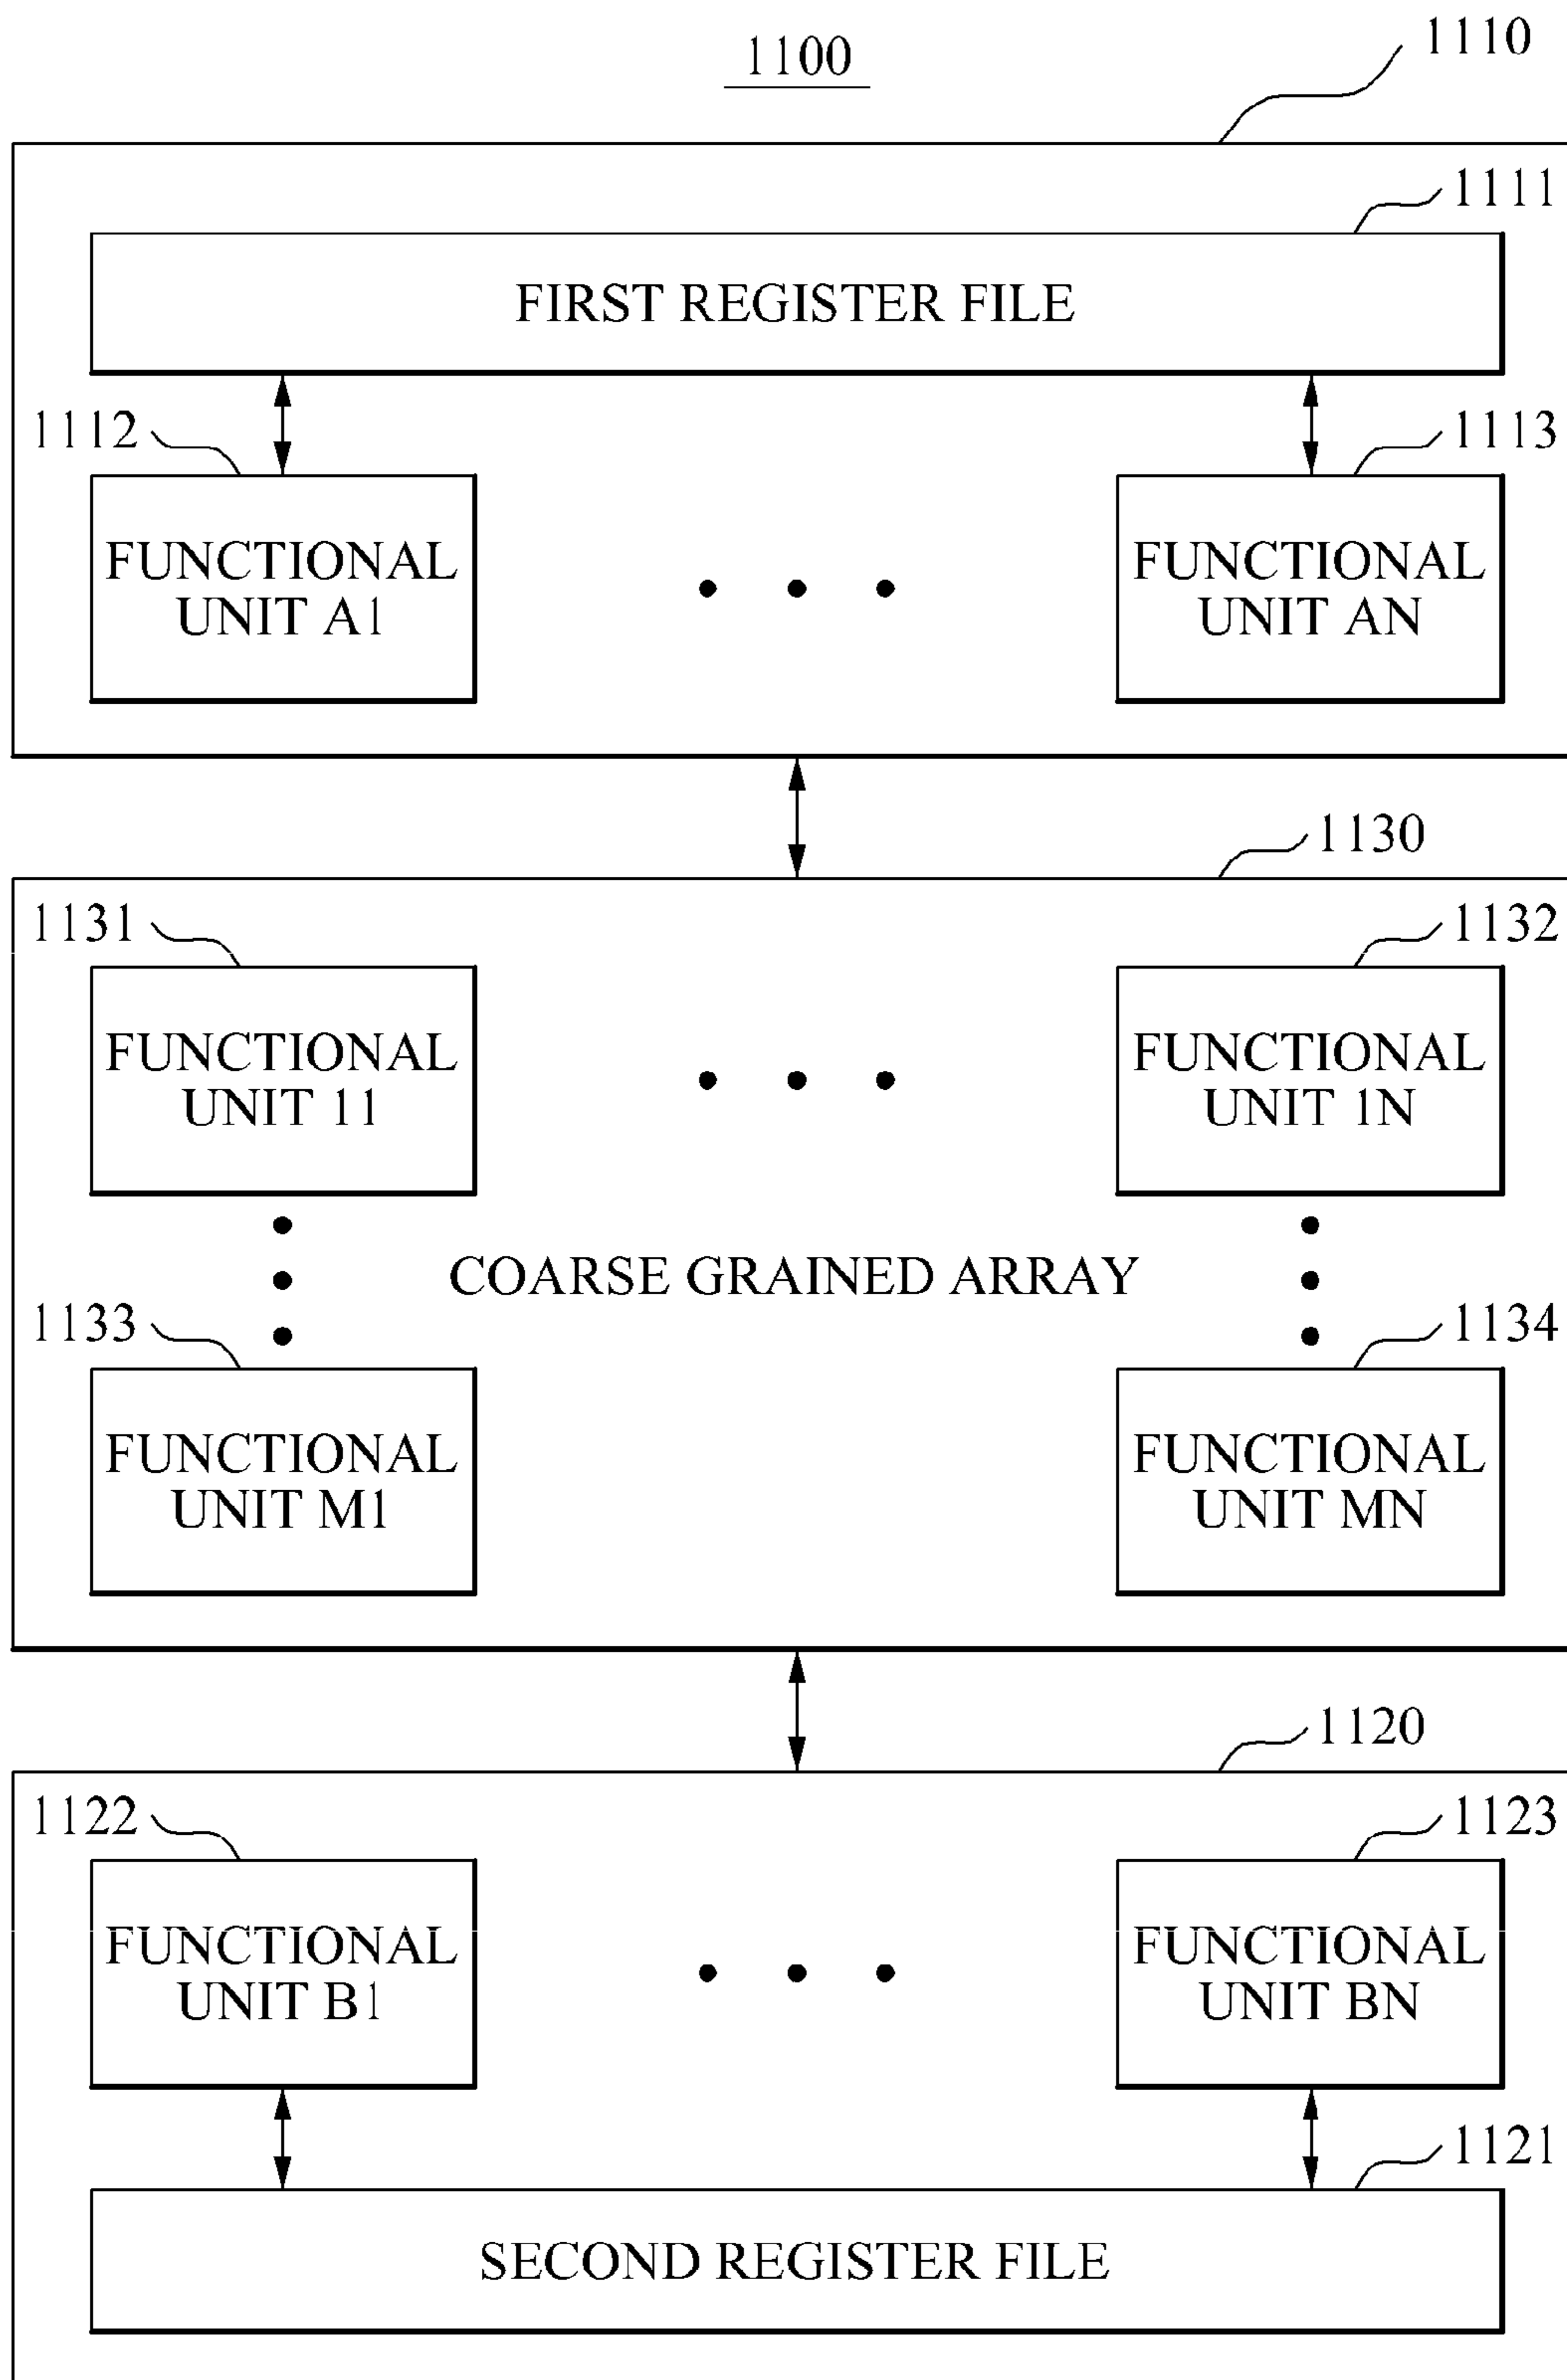 1100
1110
1111
FIRST REGISTER FILE
1112
1113
FUNCTIONAL
UNIT A1
FUNCTIONAL
UNIT AN
1130
1131
1132
FUNCTIONAL
UNIT 11
FUNCTIONAL
UNIT 1N
COARSE GRAINED ARRAY
1133
1134
FUNCTIONAL
UNIT M1
FUNCTIONAL
UNIT MN
1120
1122
1123
FUNCTIONAL
UNIT B1
FUNCTIONAL
UNIT BN
1121
SECOND REGISTER FILE